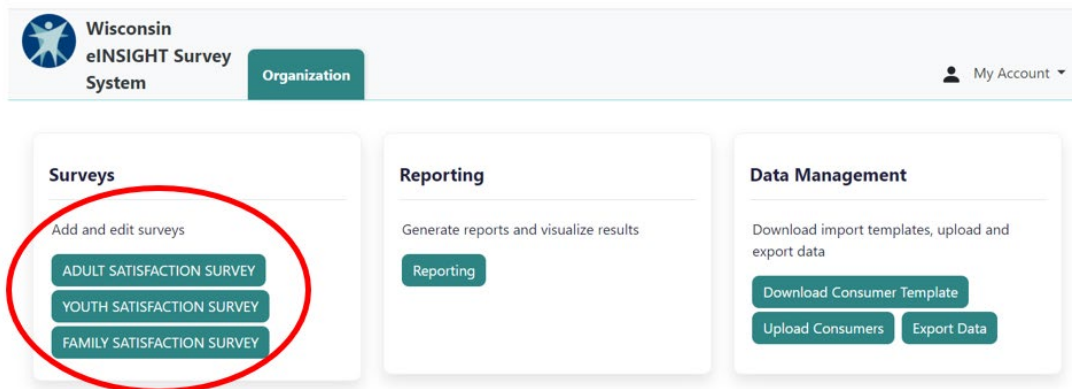 Wisconsin
eINSIGHT Survey
System
Organization
My Account
Surveys
Add and edit surveys
ADULT SATISFACTION SURVEY
YOUTH SATISFACTION SURVEY
FAMILY SATISFACTION SURVEY
Reporting
Generate reports and visualize results
Reporting
Data Management
Download import templates, upload and
export data
Download Consumer Template
Upload Consumers
Export Data